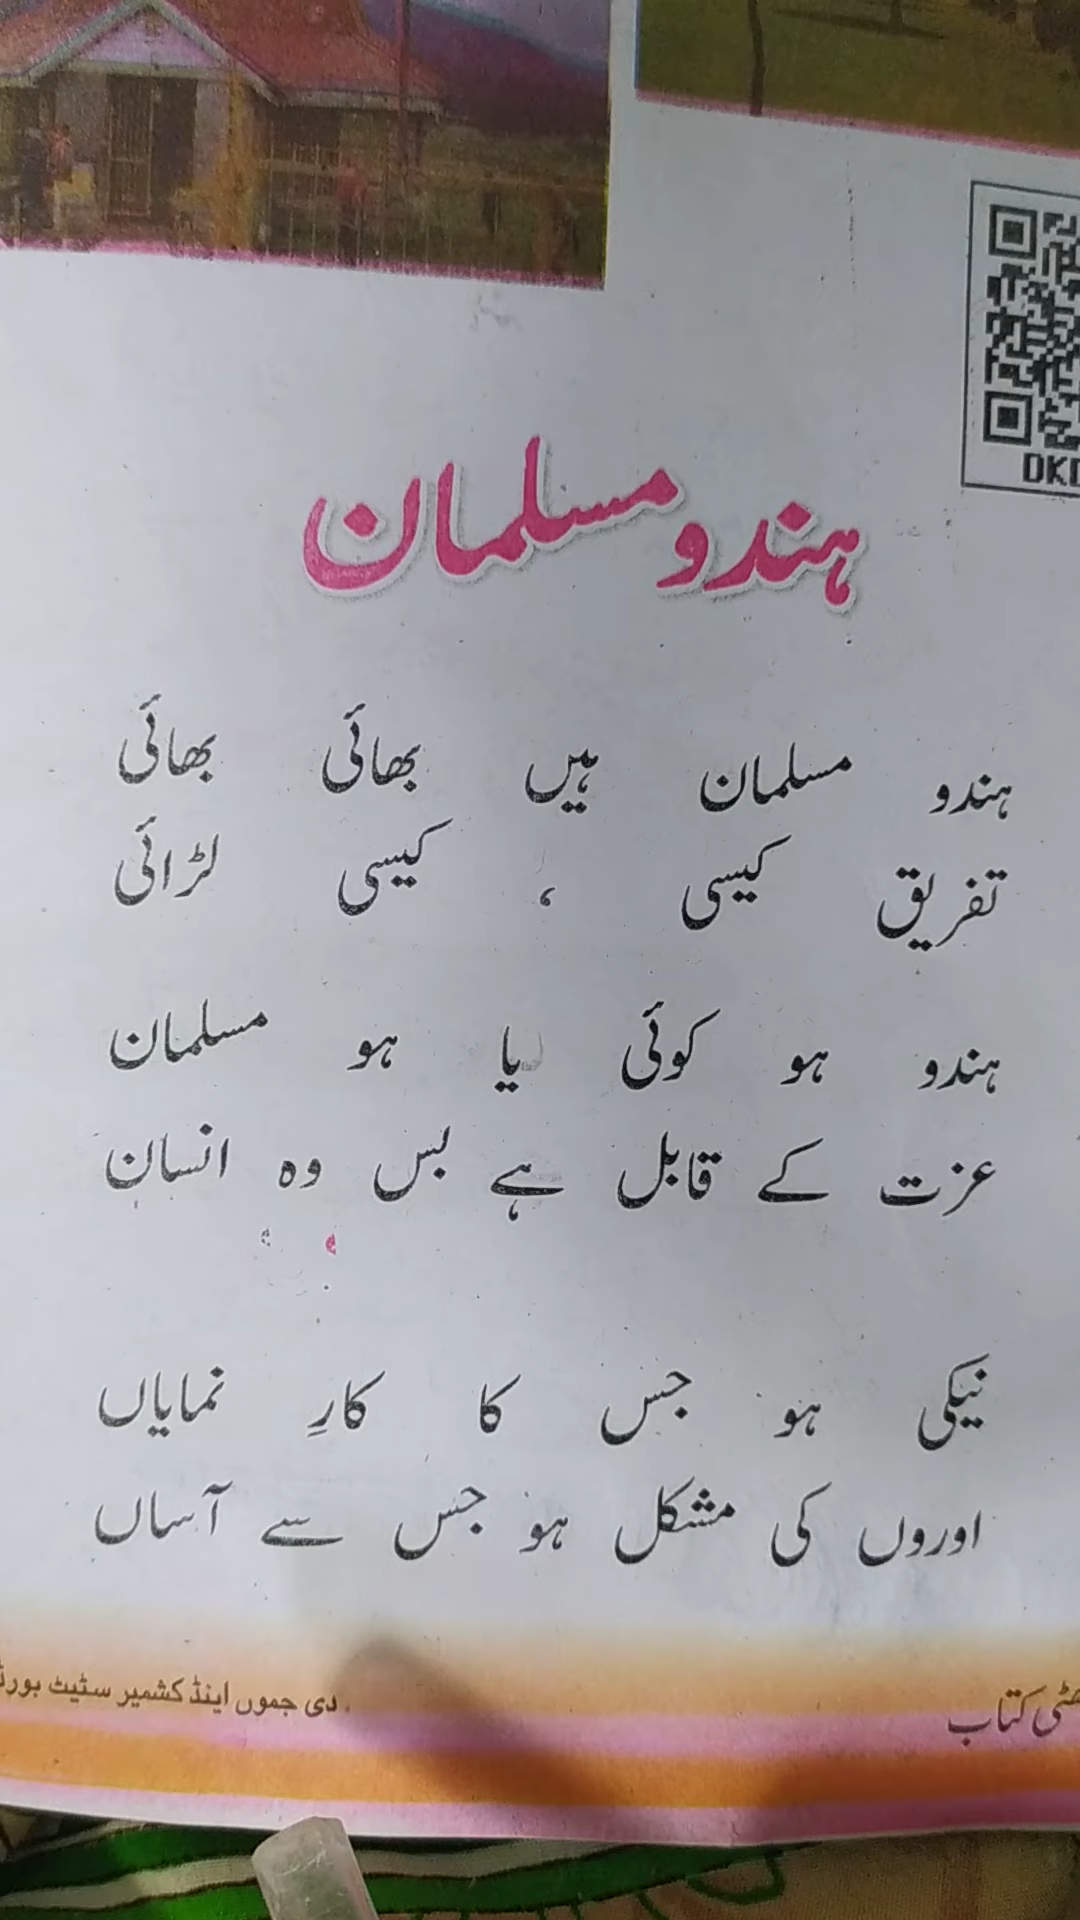 ہندو مسلمان
ہندو مسلمان ہیں بھائی بھائی
تفریق کیسی ، کیسی لڑائی
ہندو ہو کوئی یا ہو مسلمان
عزت کے قابل ہے بس وہ انسان
نیکی ہو جس کا کارِ نمایاں
اوروں کی مشکل ہو جس سے آساں
کتاب
دی جموں اینڈ کشمیر سٹیٹ بورڈ